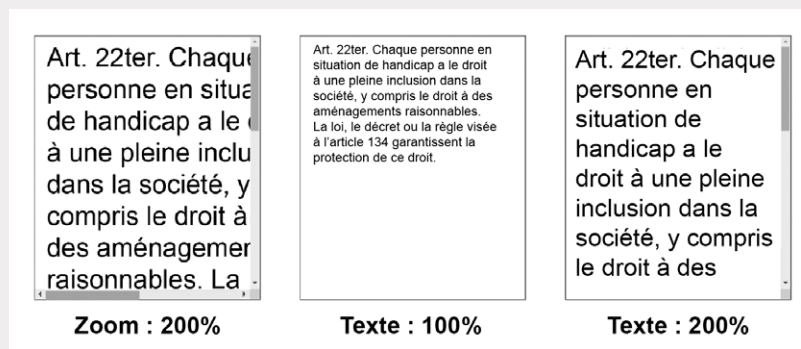 Art. 22ter. Chaque
personne en situa
de handicap a le
à une pleine inclu
dans la société, y
compris le droit à
des aménagemen
raisonnables. La
Zoom : 200%
Art. 22ter. Chaque personne en
situation de handicap a le droit
à une pleine inclusion dans la
société, y compris le droit à des
aménagements raisonnables.
La loi, le décret ou la règle visée
à l'article 134 garantissent la
protection de ce droit.
Texte : 100%
Art. 22ter. Chaque
personne en
situation de
handicap a le
droit à une pleine
inclusion dans la
société, y compris
le droit à des
Texte : 200%